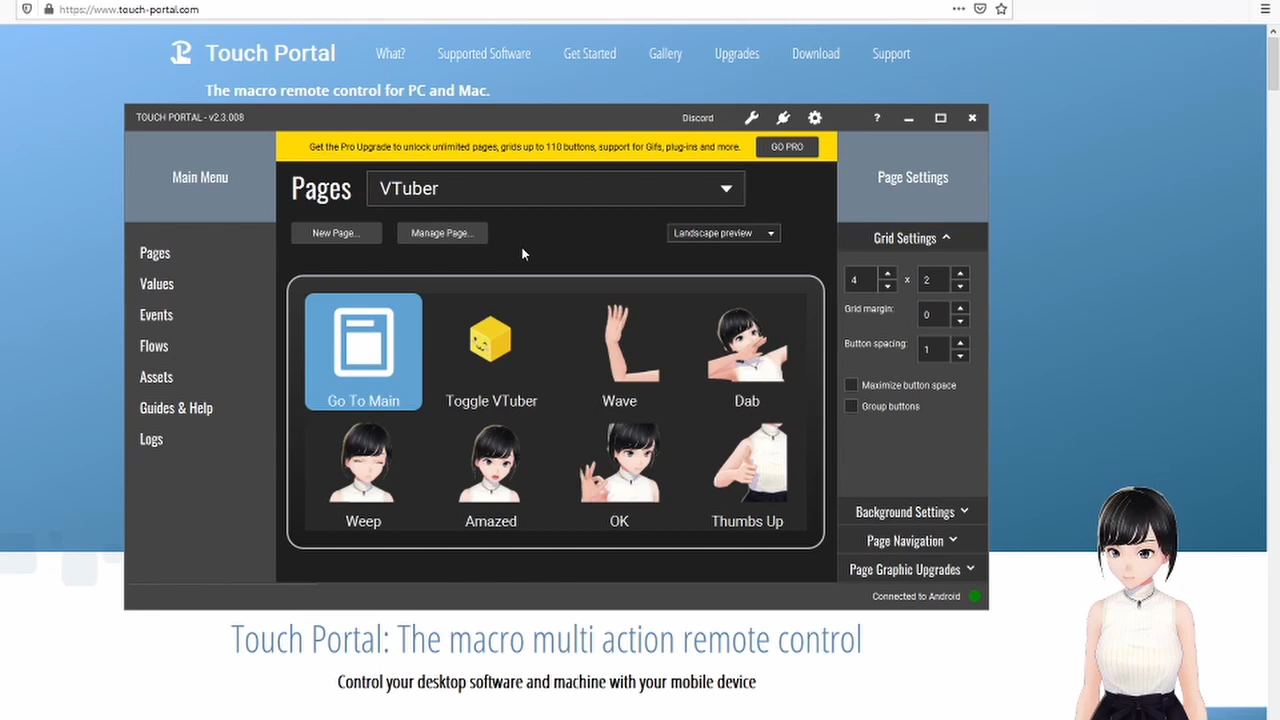 https://www.touch-portal.com
Touch Portal
What?
Supported Software
Get Started
Gallery
Upgrades
Download
Support
The macro remote control for PC and Mac.
TOUCH PORTAL - v2.3.008
Discord
?
Main Menu
Get the Pro Upgrade to unlock unlimited pages, grids up to 110 buttons, support for Gifs, plug-ins and more.
GO PRO
Page Settings
Pages
VTuber
New Page...
Manage Page...
Landscape preview
Grid Settings
Pages
Values
Events
Flows
Assets
Guides & Help
Logs
4 x 2
Grid margin:
0
Button spacing:
1
Maximize button space
Group buttons
Go To Main
Toggle VTuber
Wave
Dab
Weep
Amazed
OK
Thumbs Up
Background Settings
Page Navigation
Page Graphic Upgrades
Connected to Android
Touch Portal: The macro multi action remote control
Control your desktop software and machine with your mobile device